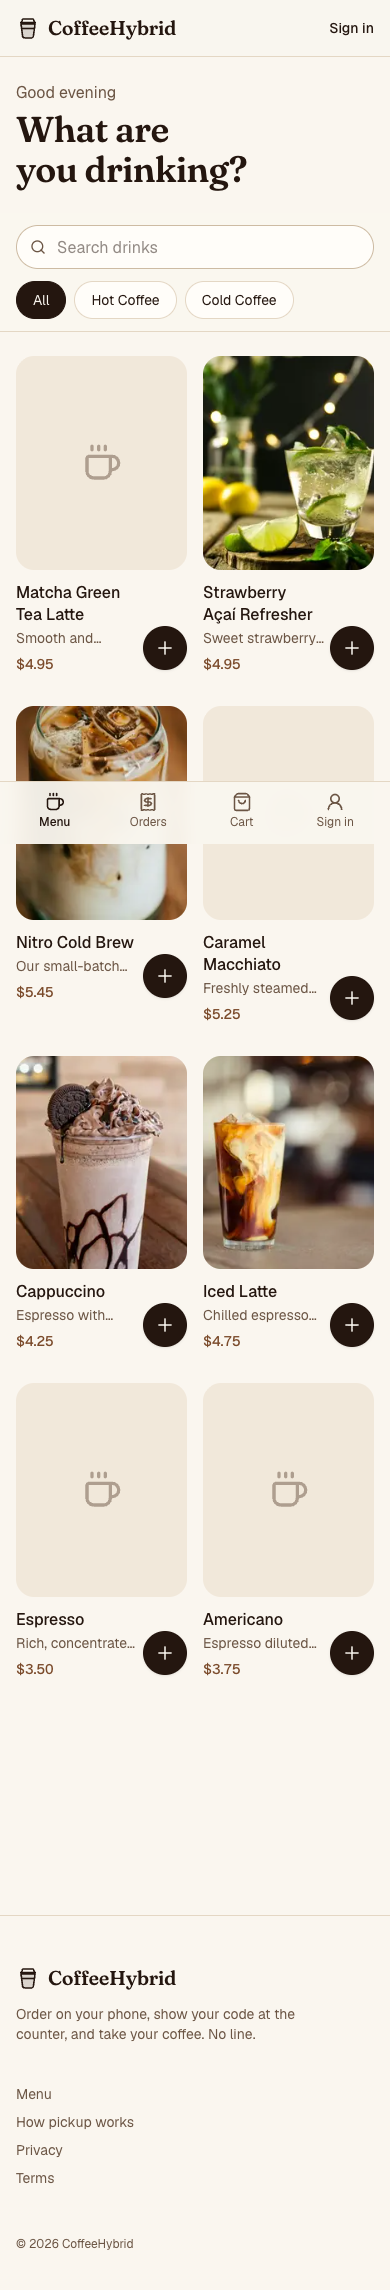 CoffeeHybrid
Sign in
Good evening
What are
you drinking?
Search drinks
All
Hot Coffee
Cold Coffee
Matcha Green
Tea Latte
Smooth and...
$4.95
Strawberry
Açaí Refresher
Sweet strawberry...
$4.95
Menu
Orders
Cart
Sign in
Nitro Cold Brew
Our small-batch...
$5.45
Caramel
Macchiato
Freshly steamed...
$5.25
Cappuccino
Espresso with...
$4.25
Iced Latte
Chilled espresso...
$4.75
Espresso
Rich, concentrate...
$3.50
Americano
Espresso diluted...
$3.75
CoffeeHybrid
Order on your phone, show your code at the
counter, and take your coffee. No line.
Menu
How pickup works
Privacy
Terms
© 2026 CoffeeHybrid